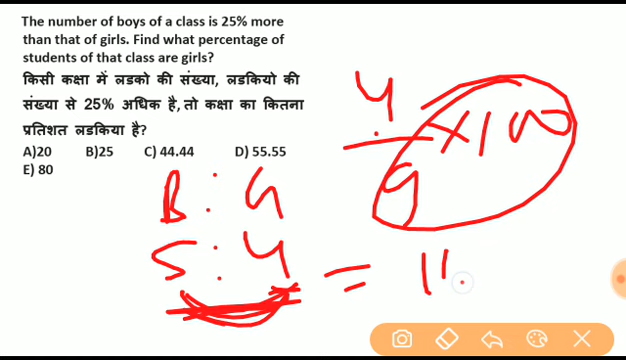 The number of boys of a class is 25% more
than that of girls. Find what percentage of
students of that class are girls?
किसी कक्षा में लडको की संख्या, लडकियो की
संख्या से 25% अधिक है, तो कक्षा का कितना
प्रतिशत लडकिया है?
A)20 B)25 C) 44.44 D) 55.55
E) 80
4
9 ×100
B : G
5 : 4 = 11.